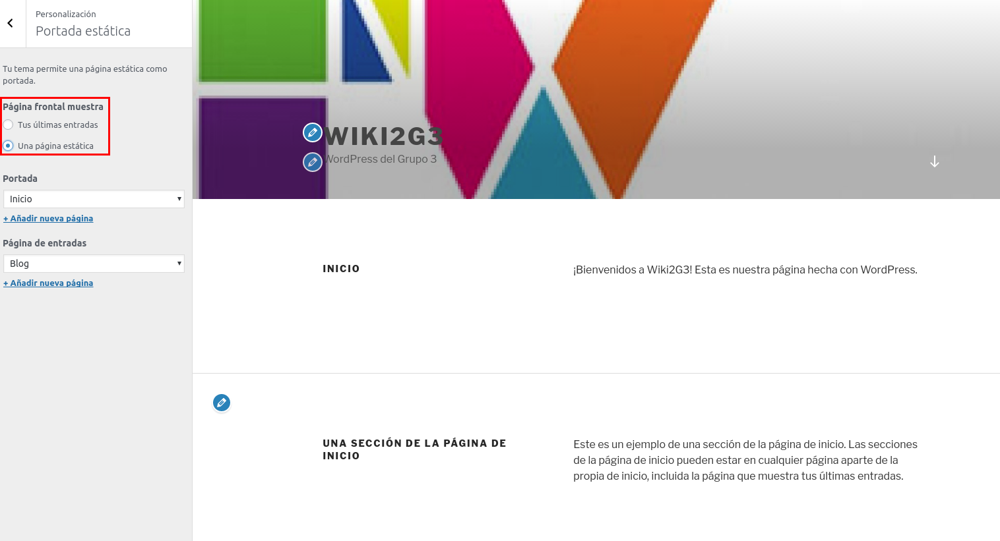 Personalización
Portada estática
Tu tema permite una página estática como
portada.
Página frontal muestra
Tus últimas entradas
Una página estática
Portada
Inicio
+ Añadir nueva página
Página de entradas
Blog
+ Añadir nueva página
WIKI2G3
WordPress del Grupo 3
INICIO
¡Bienvenidos a Wiki2G3! Esta es nuestra página hecha con WordPress.
UNA SECCIÓN DE LA PÁGINA DE
INICIO
Este es un ejemplo de una sección de la página de inicio. Las secciones
de la página de inicio pueden estar en cualquier página aparte de la
propia de inicio, incluida la página que muestra tus últimas entradas.